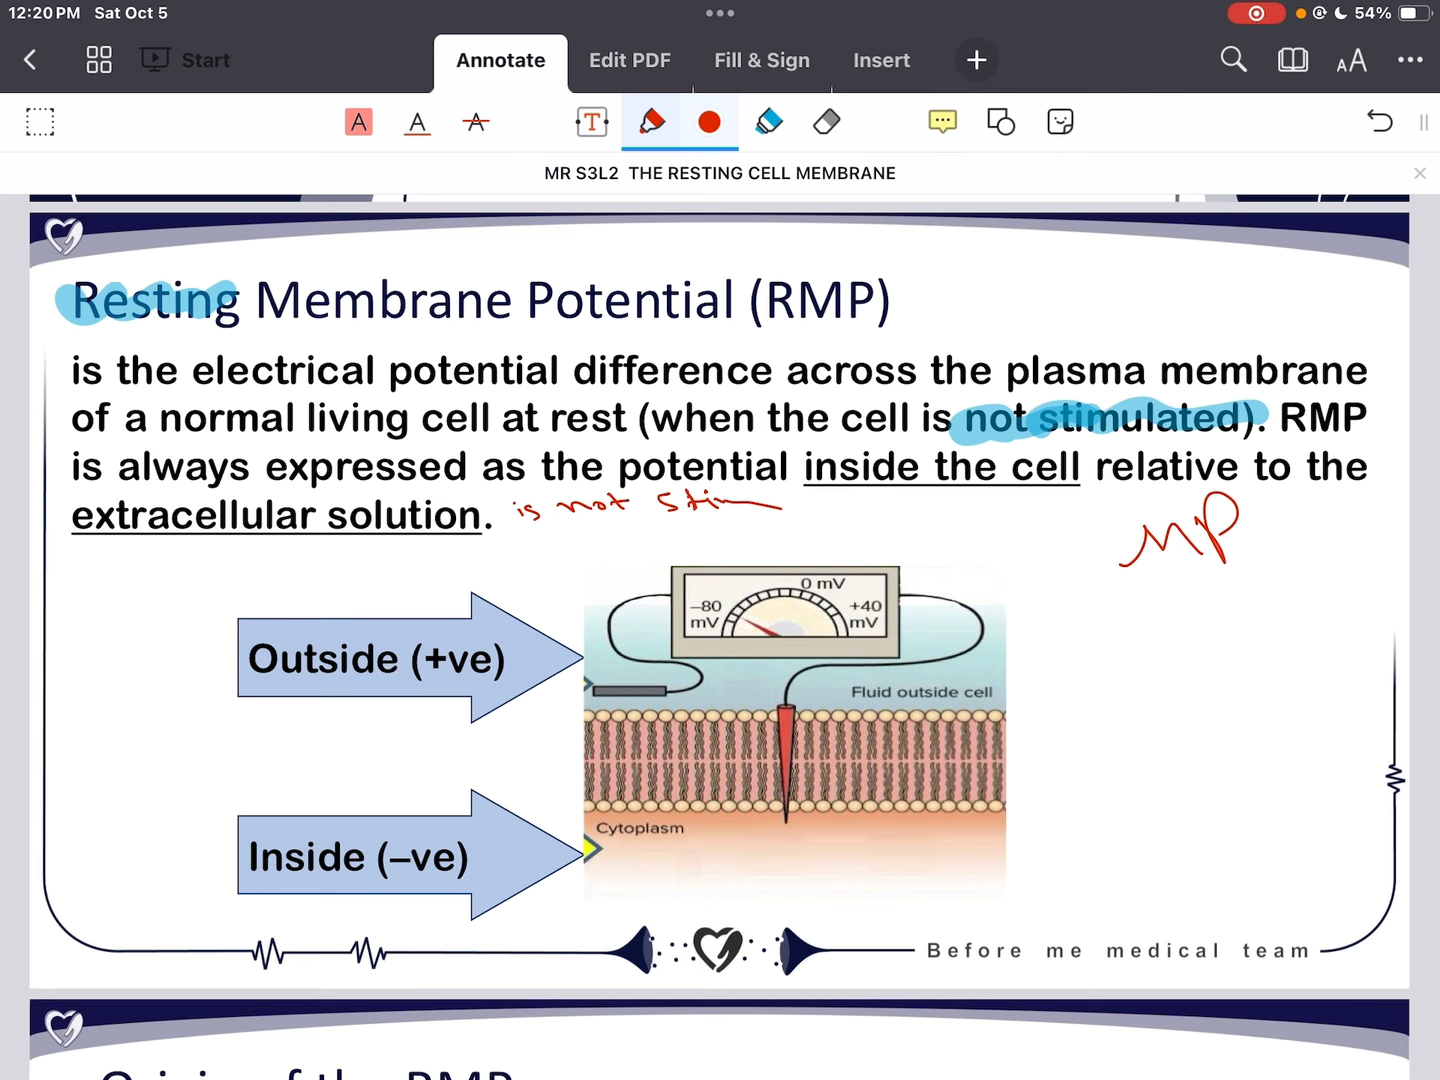 12:20 PM Sat Oct 5
54%
Start
Annotate
Edit PDF
Fill & Sign
Insert
AA
A A A T
MR S3L2 THE RESTING CELL MEMBRANE
Resting Membrane Potential (RMP)
is the electrical potential difference across the plasma membrane
of a normal living cell at rest (when the cell is not stimulated). RMP
is always expressed as the potential inside the cell relative to the
extracellular solution.
is not stim
MP
0 mV
–80
mV
+40
mV
Outside (+ve)
Fluid outside cell
Inside (–ve)
Cytoplasm
Before me medical team